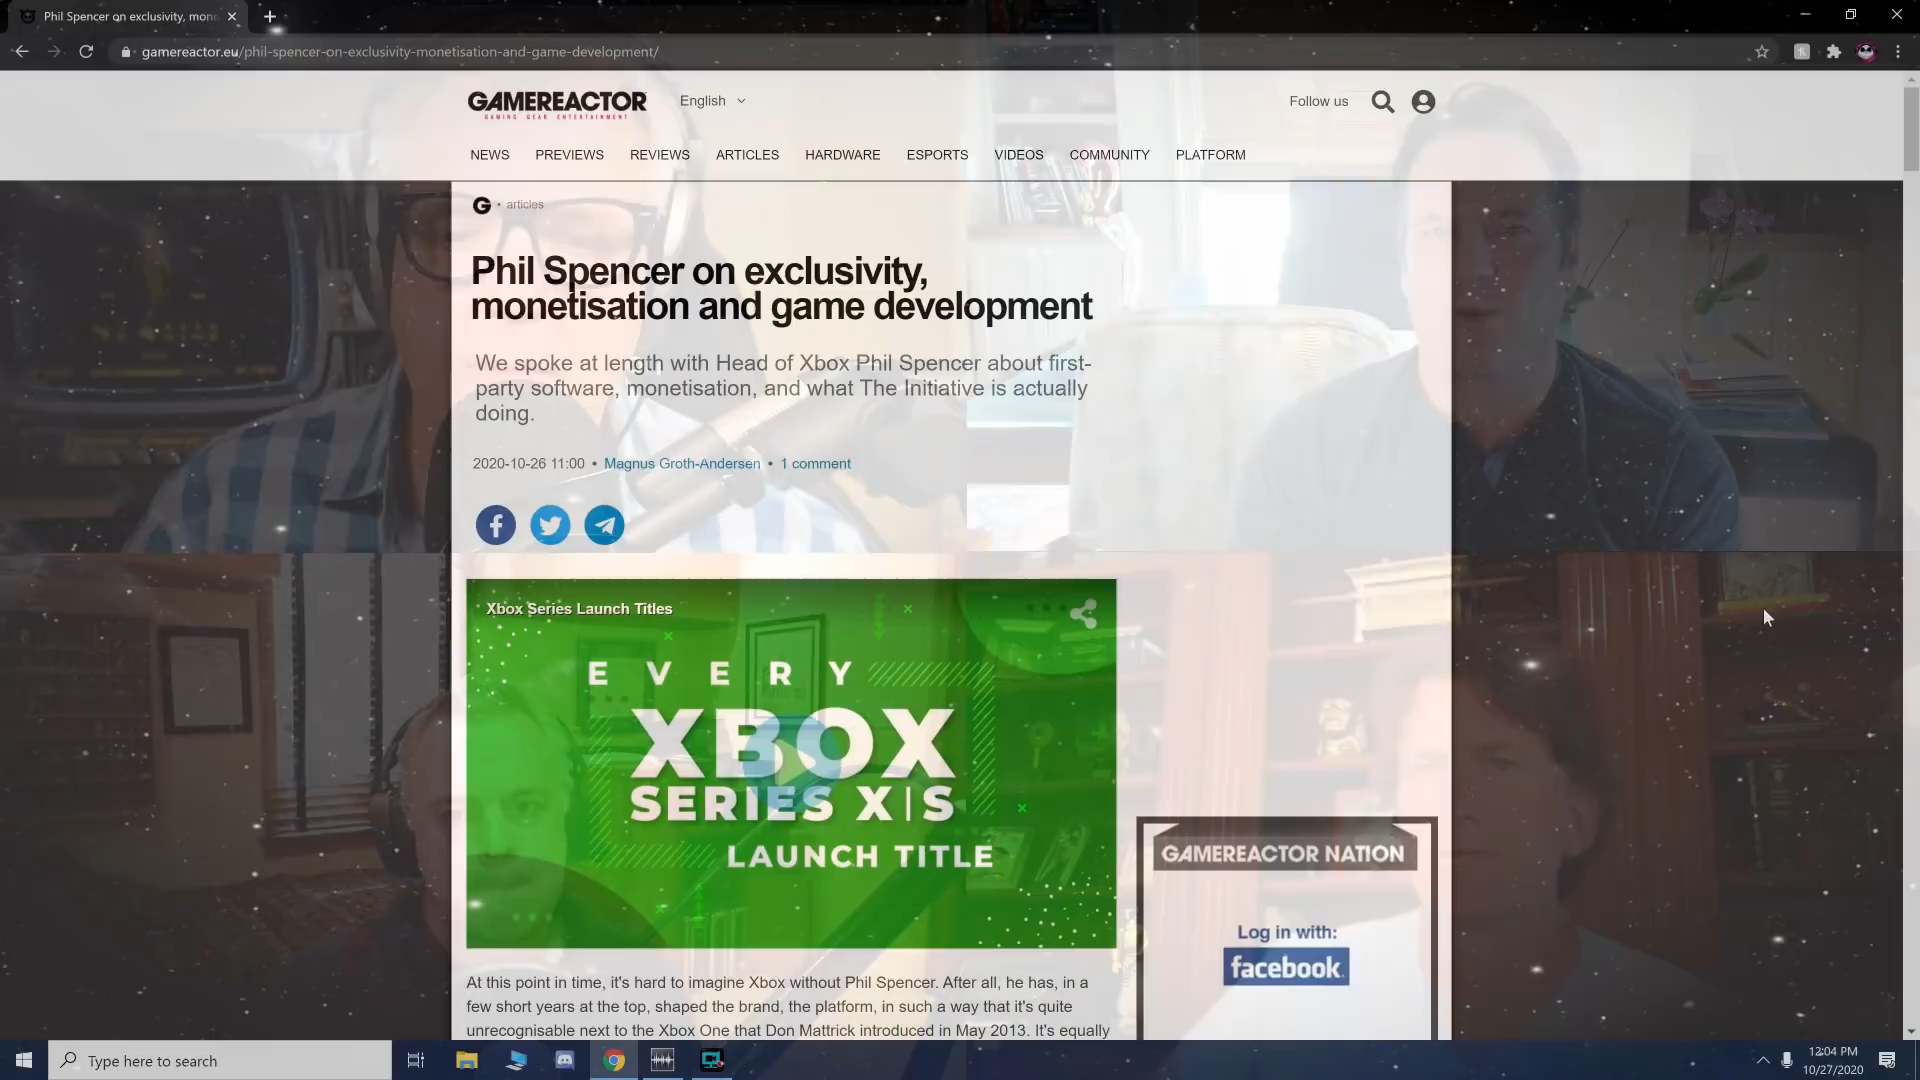 Phil Spencer on exclusivity, mon
gamereactor.eu/phil-spencer-on-exclusivity-monetisation-and-game-development/
GAMEREACTOR
GAMING GEAR ENTERTAINMENT
English
Follow us
NEWS PREVIEWS REVIEWS ARTICLES HARDWARE ESPORTS VIDEOS COMMUNITY PLATFORM
G • articles
Phil Spencer on exclusivity,
monetisation and game development
We spoke at length with Head of Xbox Phil Spencer about first-
party software, monetisation, and what The Initiative is actually
doing.
2020-10-26 11:00 • Magnus Groth-Andersen • 1 comment
Xbox Series Launch Titles
EVERY
XBOX
SERIES X|S
LAUNCH TITLE
GAMEREACTOR NATION
Log in with:
facebook
At this point in time, it's hard to imagine Xbox without Phil Spencer. After all, he has, in a
few short years at the top, shaped the brand, the platform, in such a way that it's quite
unrecognisable next to the Xbox One that Don Mattrick introduced in May 2013. It's equally
Type here to search
12:04 PM
10/27/2020